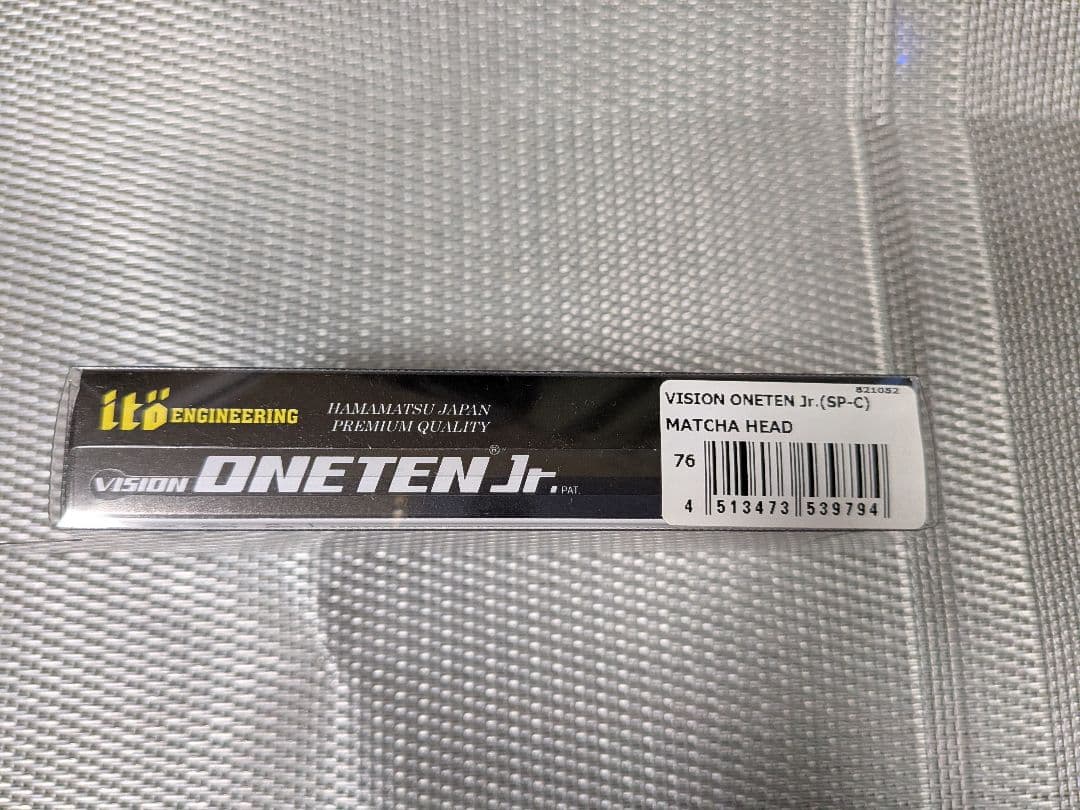 itö ENGINEERING
HAMAMATSU JAPAN
PREMIUM QUALITY
VISION ONETEN® Jr. PAT.
821052
VISION ONETEN Jr.(SP-C)
MATCHA HEAD
76
4 513473 539794